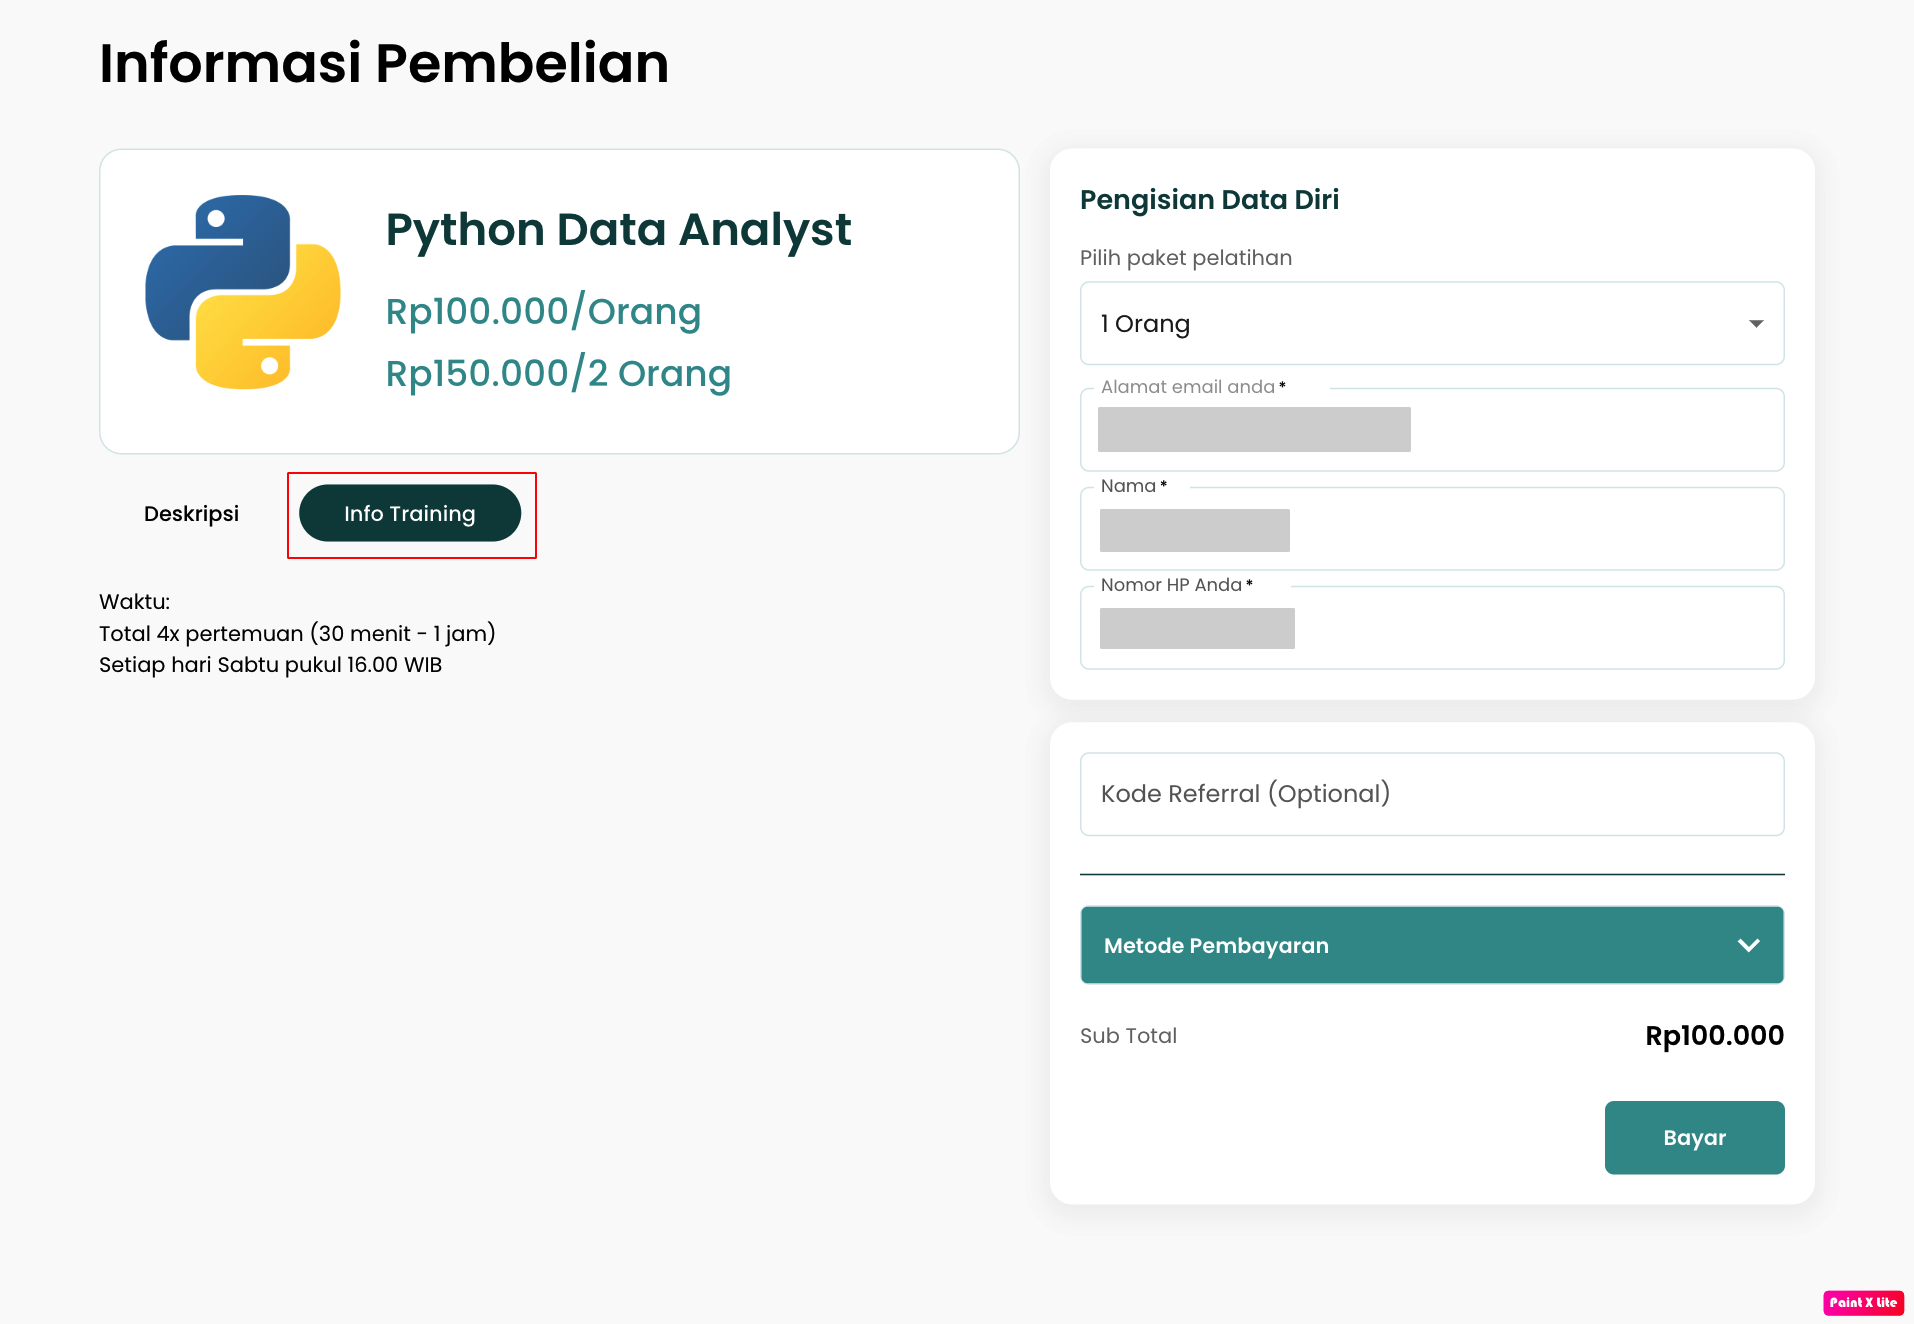 Informasi Pembelian
Python Data Analyst
Rp100.000/Orang
Rp150.000/2 Orang
Deskripsi
Info Training
Waktu:
Total 4x pertemuan (30 menit - 1 jam)
Setiap hari Sabtu pukul 16.00 WIB
Pengisian Data Diri
Pilih paket pelatihan
1 Orang
Alamat email anda *
Nama *
Nomor HP Anda *
Kode Referral (Optional)
Metode Pembayaran
Sub Total Rp100.000
Bayar
Paint X Lite